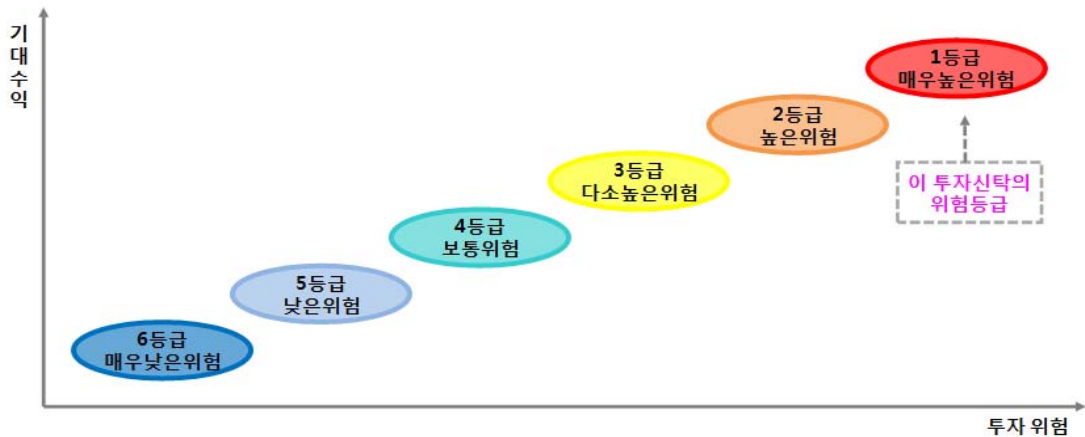 기
대
수
익
1등급
매우높은위험
2등급
높은위험
이 투자신탁의
위험등급
3등급
다소높은위험
4등급
보통위험
5등급
낮은위험
6등급
매우낮은위험
투자 위험